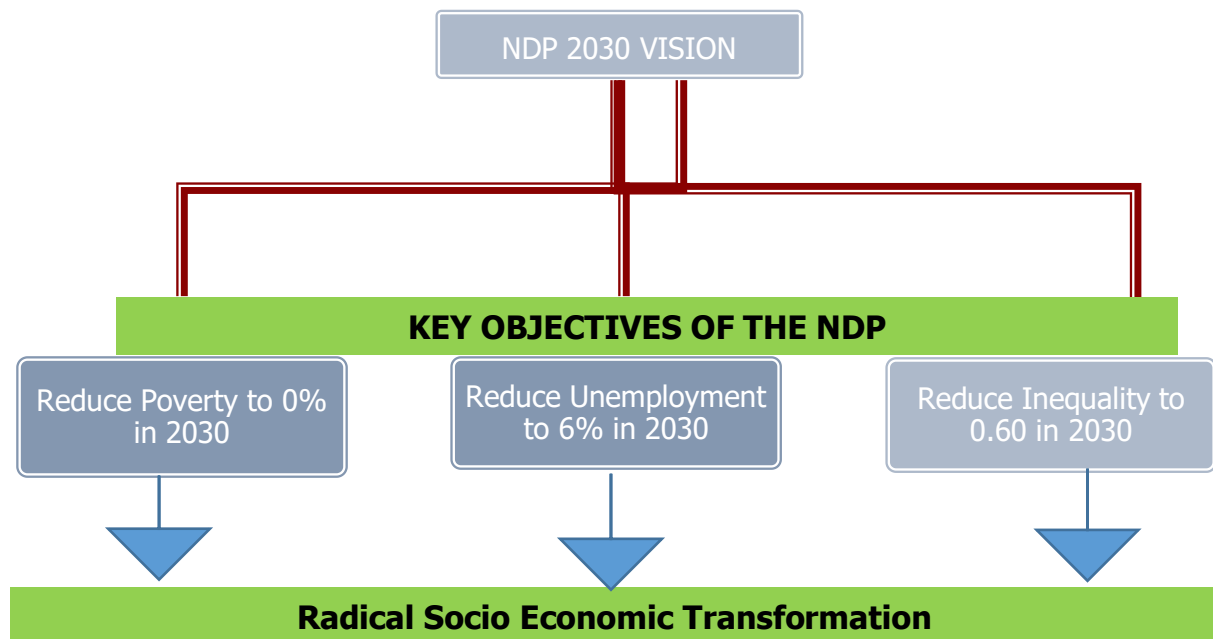 NDP 2030 VISION
KEY OBJECTIVES OF THE NDP
Reduce Poverty to 0%
in 2030
Reduce Unemployment
to 6% in 2030
Reduce Inequality to
0.60 in 2030
Radical Socio Economic Transformation